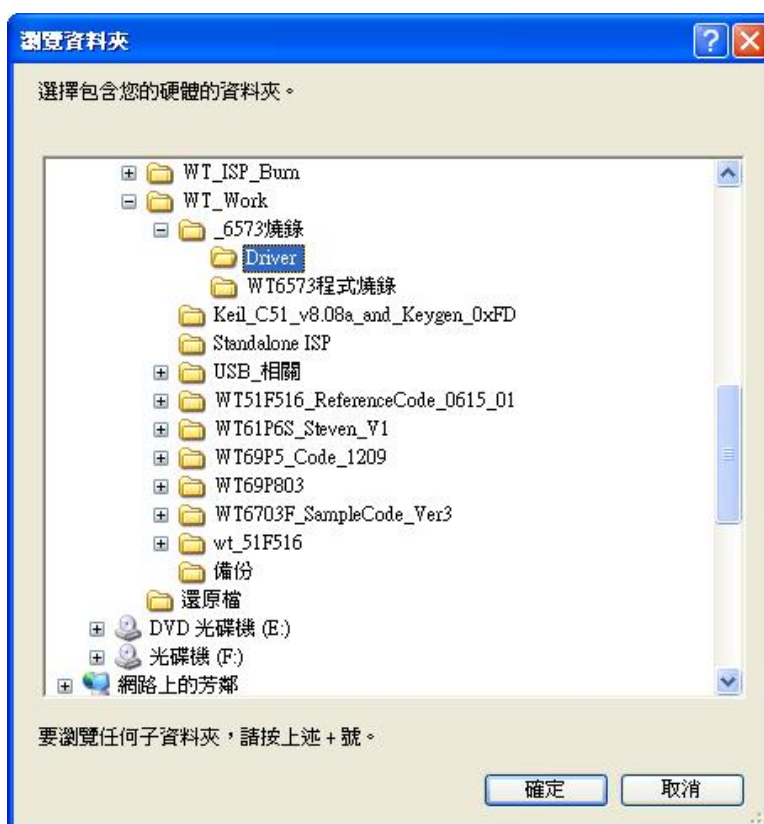 瀏覽資料夾
選擇包含您的硬體的資料夾。
WT_ISP_Burn
WT_Work
_6573燒錄
Driver
WT6573程式燒錄
Keil_C51_v8.08a_and_Keygen_0xFD
Standalone ISP
USB_相關
WT51F516_ReferenceCode_0615_01
WT61P6S_Steven_V1
WT69P5_Code_1209
WT69P803
WT6703F_SampleCode_Ver3
wt_51F516
備份
還原檔
DVD 光碟機 (E:)
光碟機 (F:)
網路上的芳鄰
要瀏覽任何子資料夾，請按上述 + 號。
確定 取消